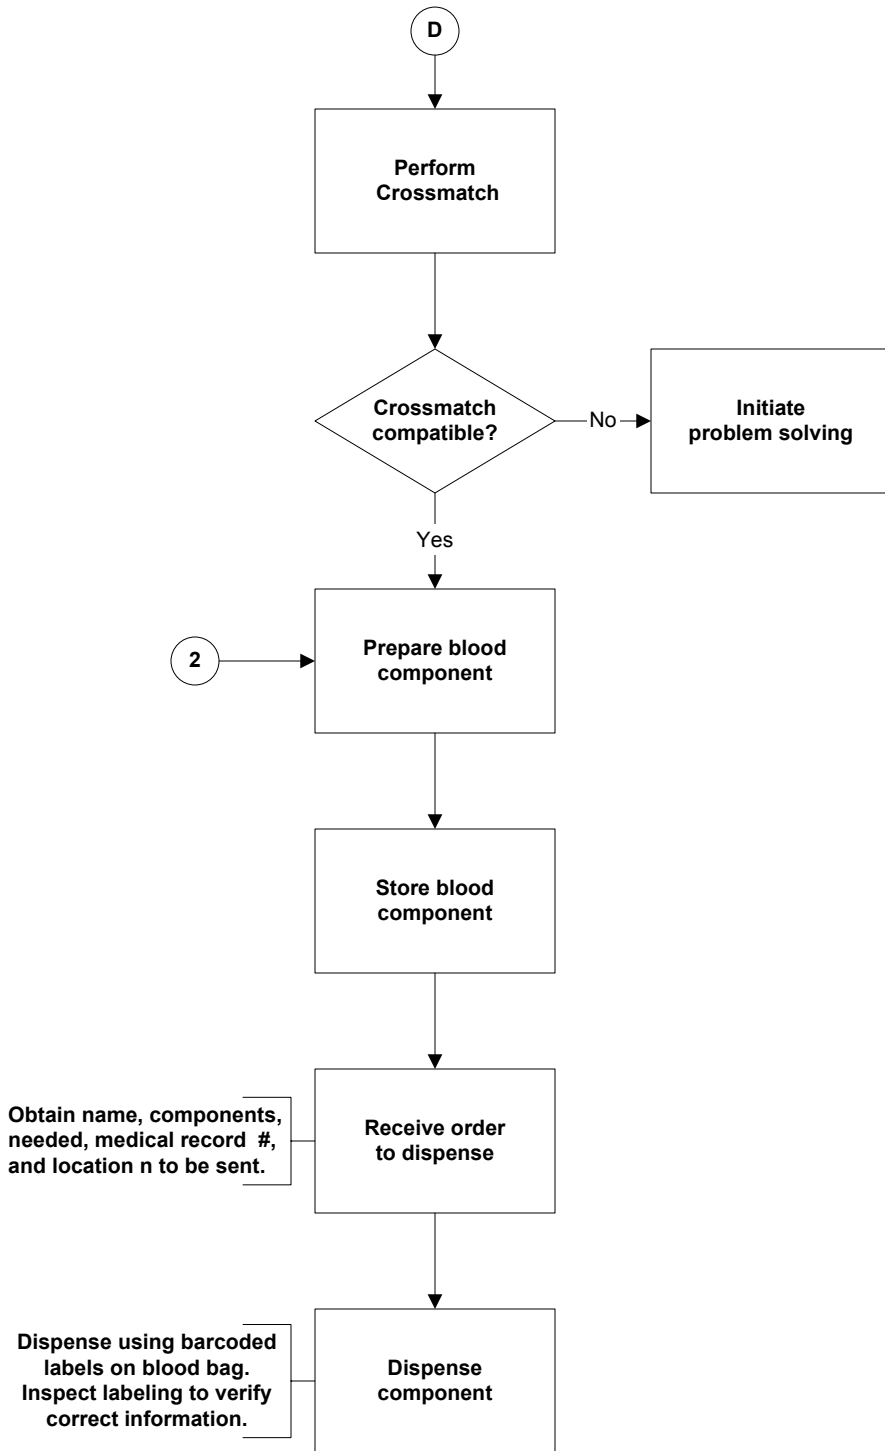 D
Perform
Crossmatch
Crossmatch
compatible?
No
Initiate
problem solving
Yes
2
Prepare blood
component
Store blood
component
Obtain name, components,
needed, medical record  #,
and location n to be sent.
Receive order
to dispense
Dispense using barcoded
labels on blood bag.
Inspect labeling to verify
correct information.
Dispense
component